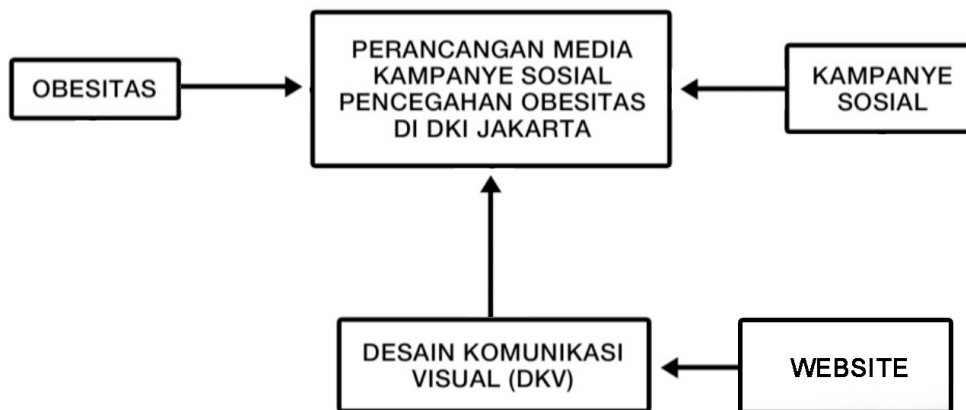 OBESITAS
PERANCANGAN MEDIA
KAMPANYE SOSIAL
PENCEGAHAN OBESITAS
DI DKI JAKARTA
KAMPANYE
SOSIAL
DESAIN KOMUNIKASI
VISUAL (DKV)
WEBSITE